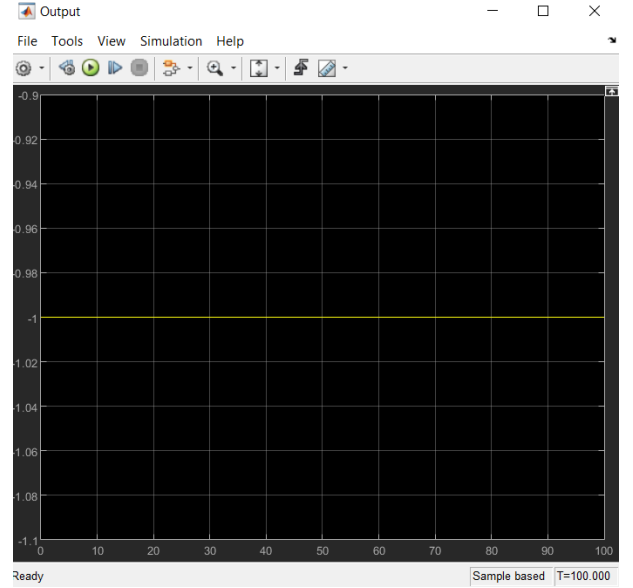 Output
File Tools View Simulation Help
-0.9
-0.92
-0.94
-0.96
-0.98
-1
-1.02
-1.04
-1.06
-1.08
-1.1
0 10 20 30 40 50 60 70 80 90 100
Ready Sample based T=100.000